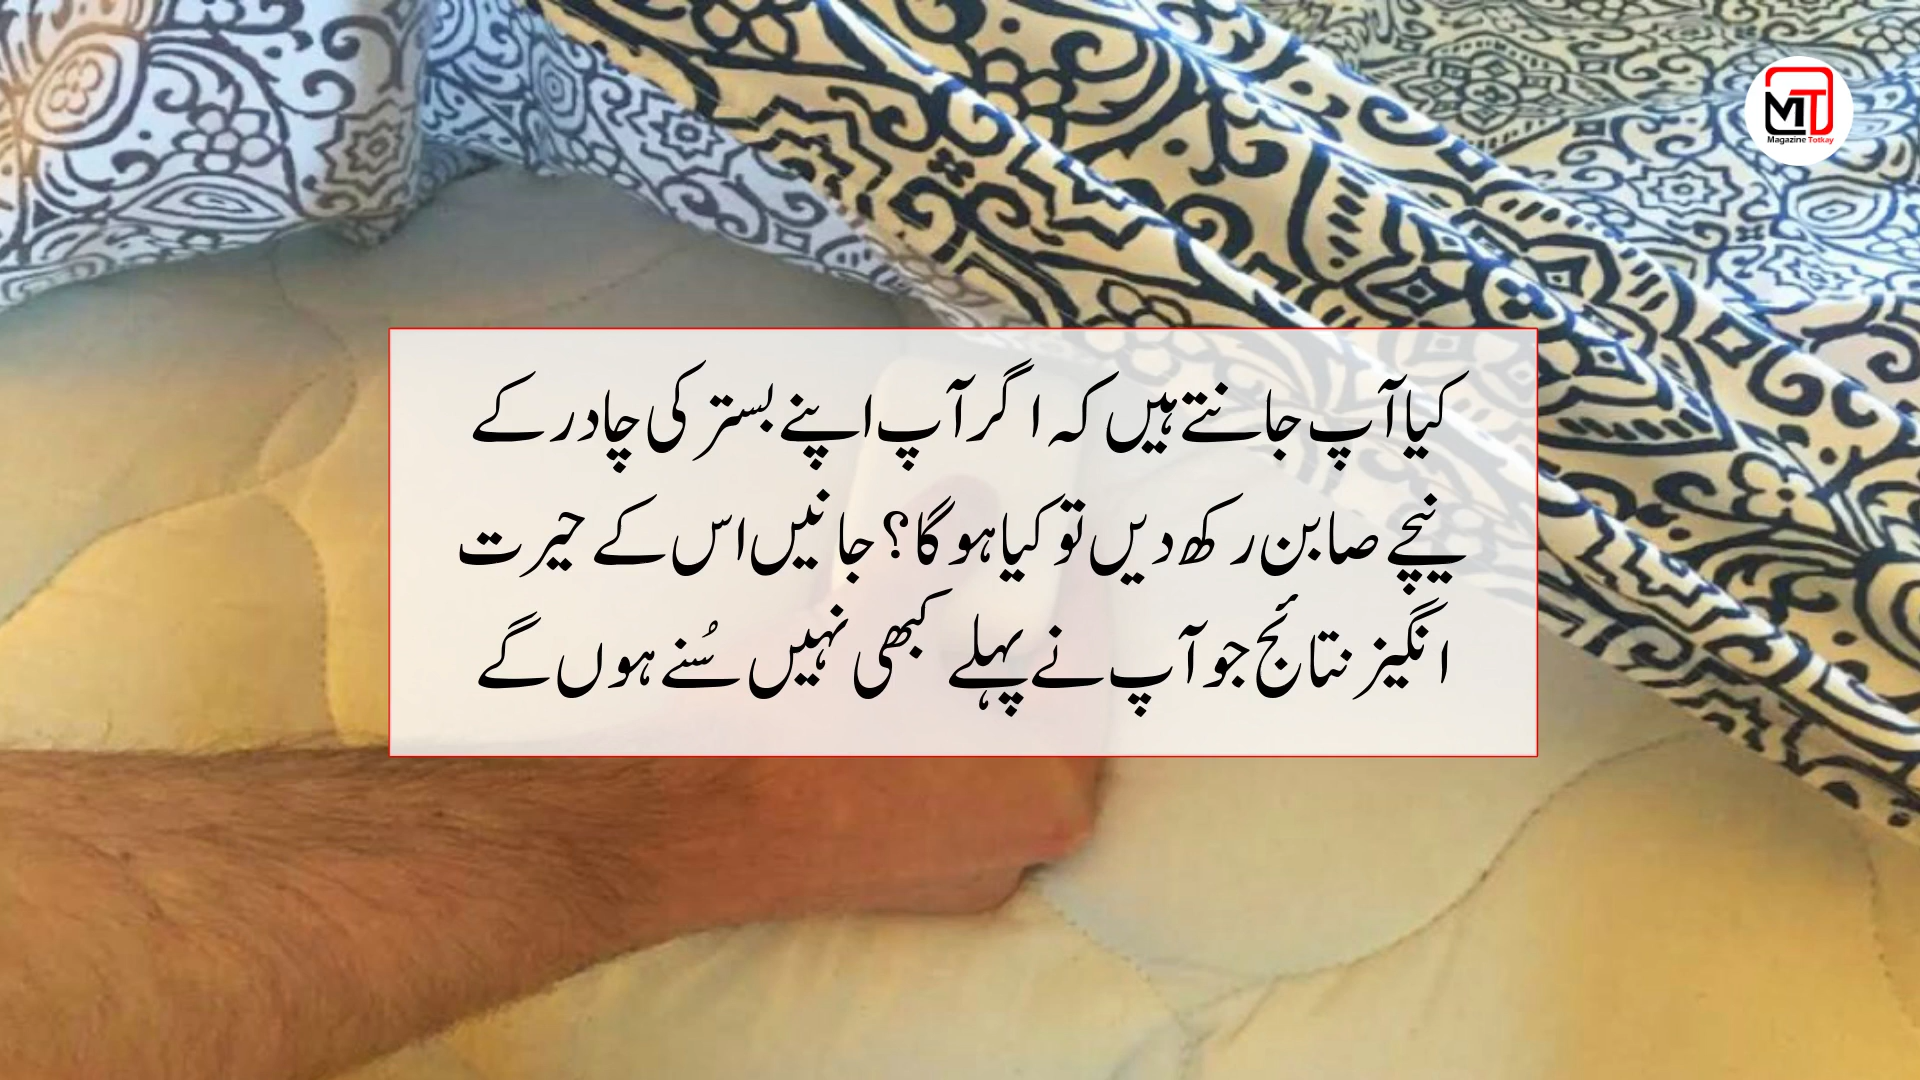 MT
Magazine Totkay
کیا آپ جانتے ہیں کہ اگر آپ اپنے بستر کی چادر کے
نیچے صابن رکھ دیں تو کیا ہو گا؟ جانیں اس کے حیرت
انگیز نتائج جو آپ نے پہلے کبھی نہیں سُنے ہوں گے